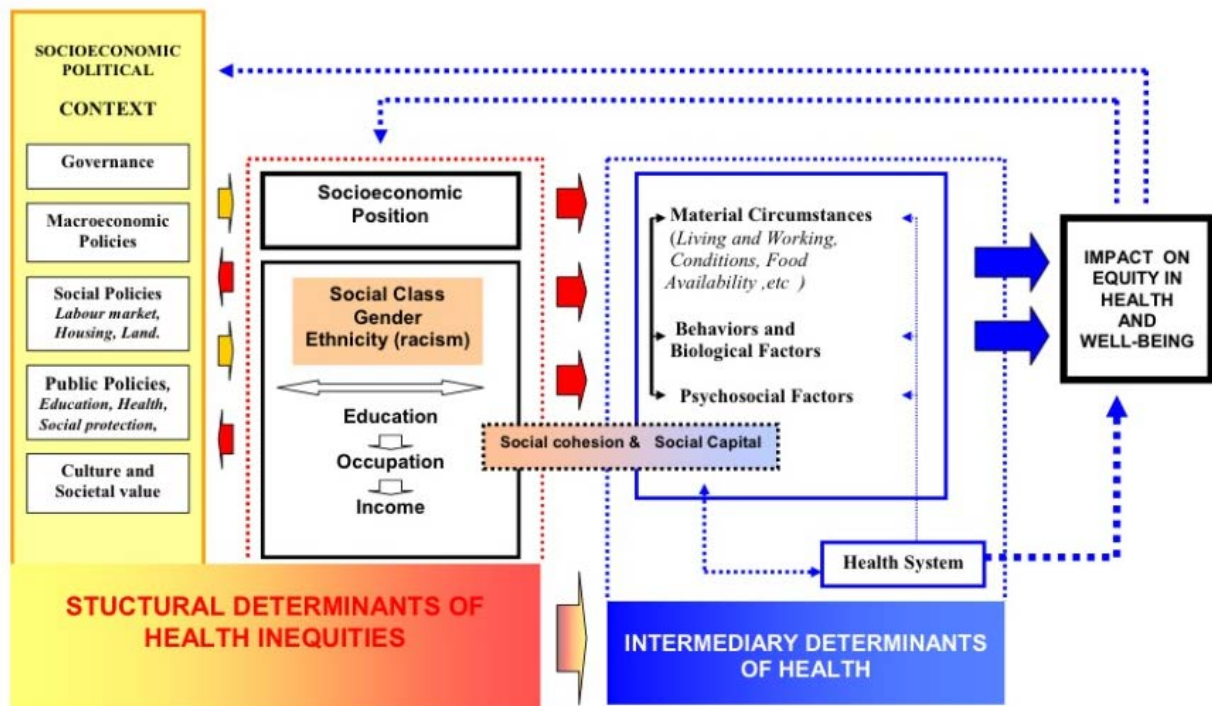 SOCIOECONOMIC
POLITICAL
CONTEXT
Governance
Macroeconomic
Policies
Social Policies
Labour market,
Housing, Land.
Public Policies,
Education, Health,
Social protection,
Culture and
Societal value
Socioeconomic
Position
Social Class
Gender
Ethnicity (racism)
Education
Occupation
Income
Social cohesion & Social Capital
Material Circumstances
(Living and Working,
Conditions, Food
Availability ,etc )
Behaviors and
Biological Factors
Psychosocial Factors
Health System
IMPACT ON
EQUITY IN
HEALTH
AND
WELL-BEING
STUCTURAL DETERMINANTS OF
HEALTH INEQUITIES
INTERMEDIARY DETERMINANTS
OF HEALTH